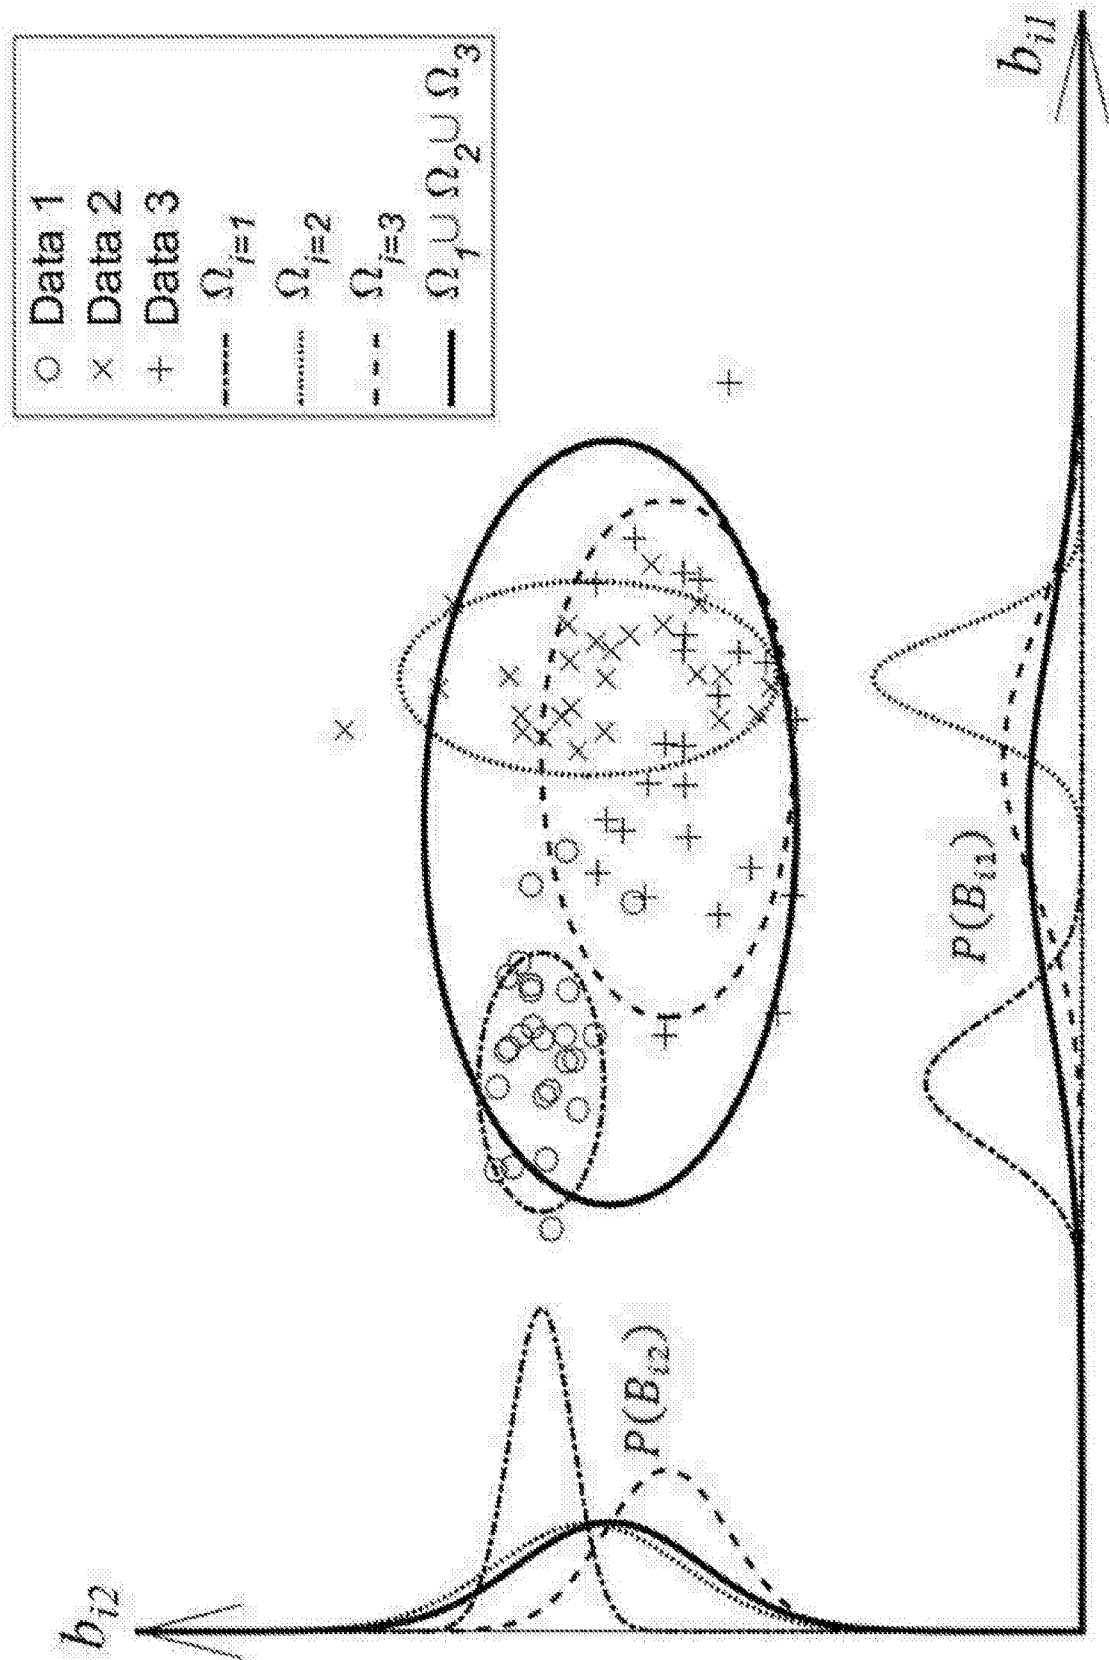 ○ Data 1
× Data 2
+ Data 3
Ω_{i=1}
Ω_{i=2}
Ω_{i=3}
Ω_1 ∪ Ω_2 ∪ Ω_3
b_{i2}
P(B_{i2})
P(B_{i1})
b_{i1}